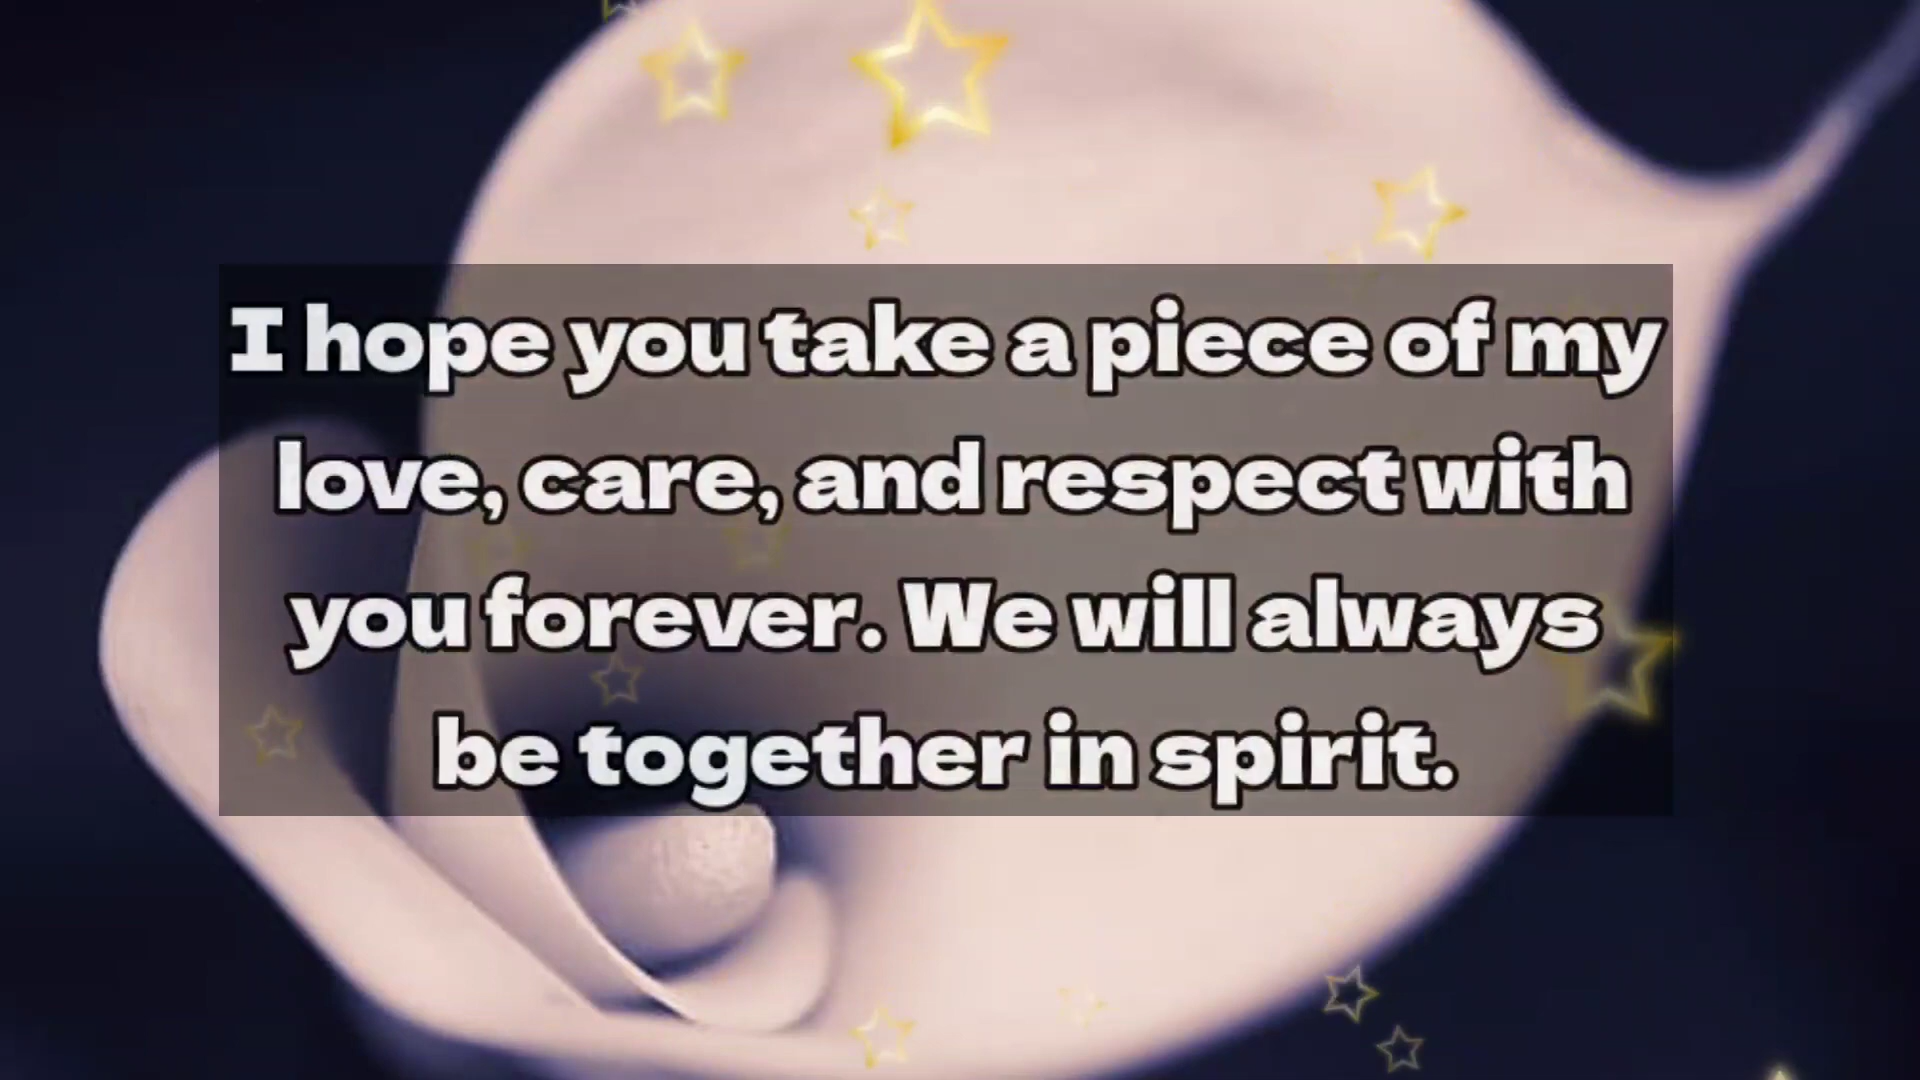 I hope you take a piece of my
love, care, and respect with
you forever. We will always
be together in spirit.